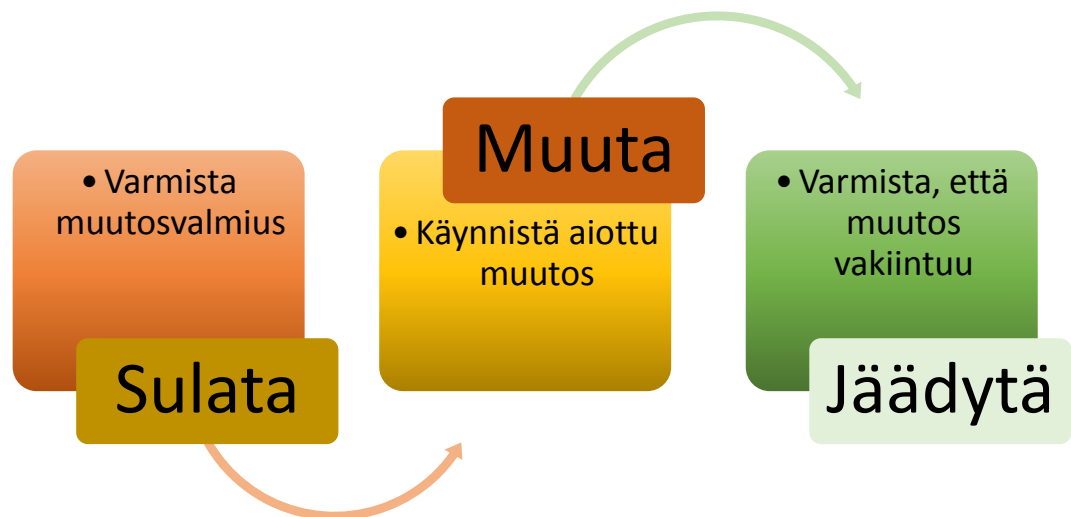 • Varmista
muutosvalmius
Sulata
Muuta
• Käynnistä aiottu
muutos
• Varmista, että
muutos
vakiintuu
Jäädytä